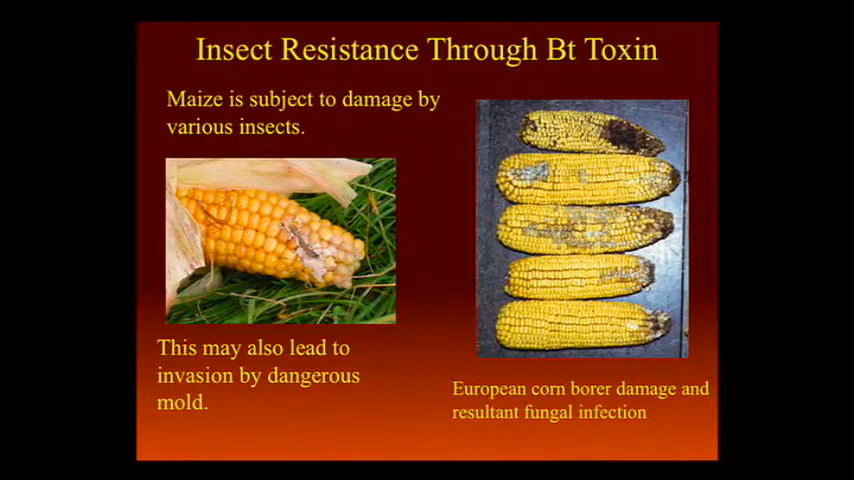 Insect Resistance Through Bt Toxin
Maize is subject to damage by
various insects.
This may also lead to
invasion by dangerous
mold.
European corn borer damage and
resultant fungal infection